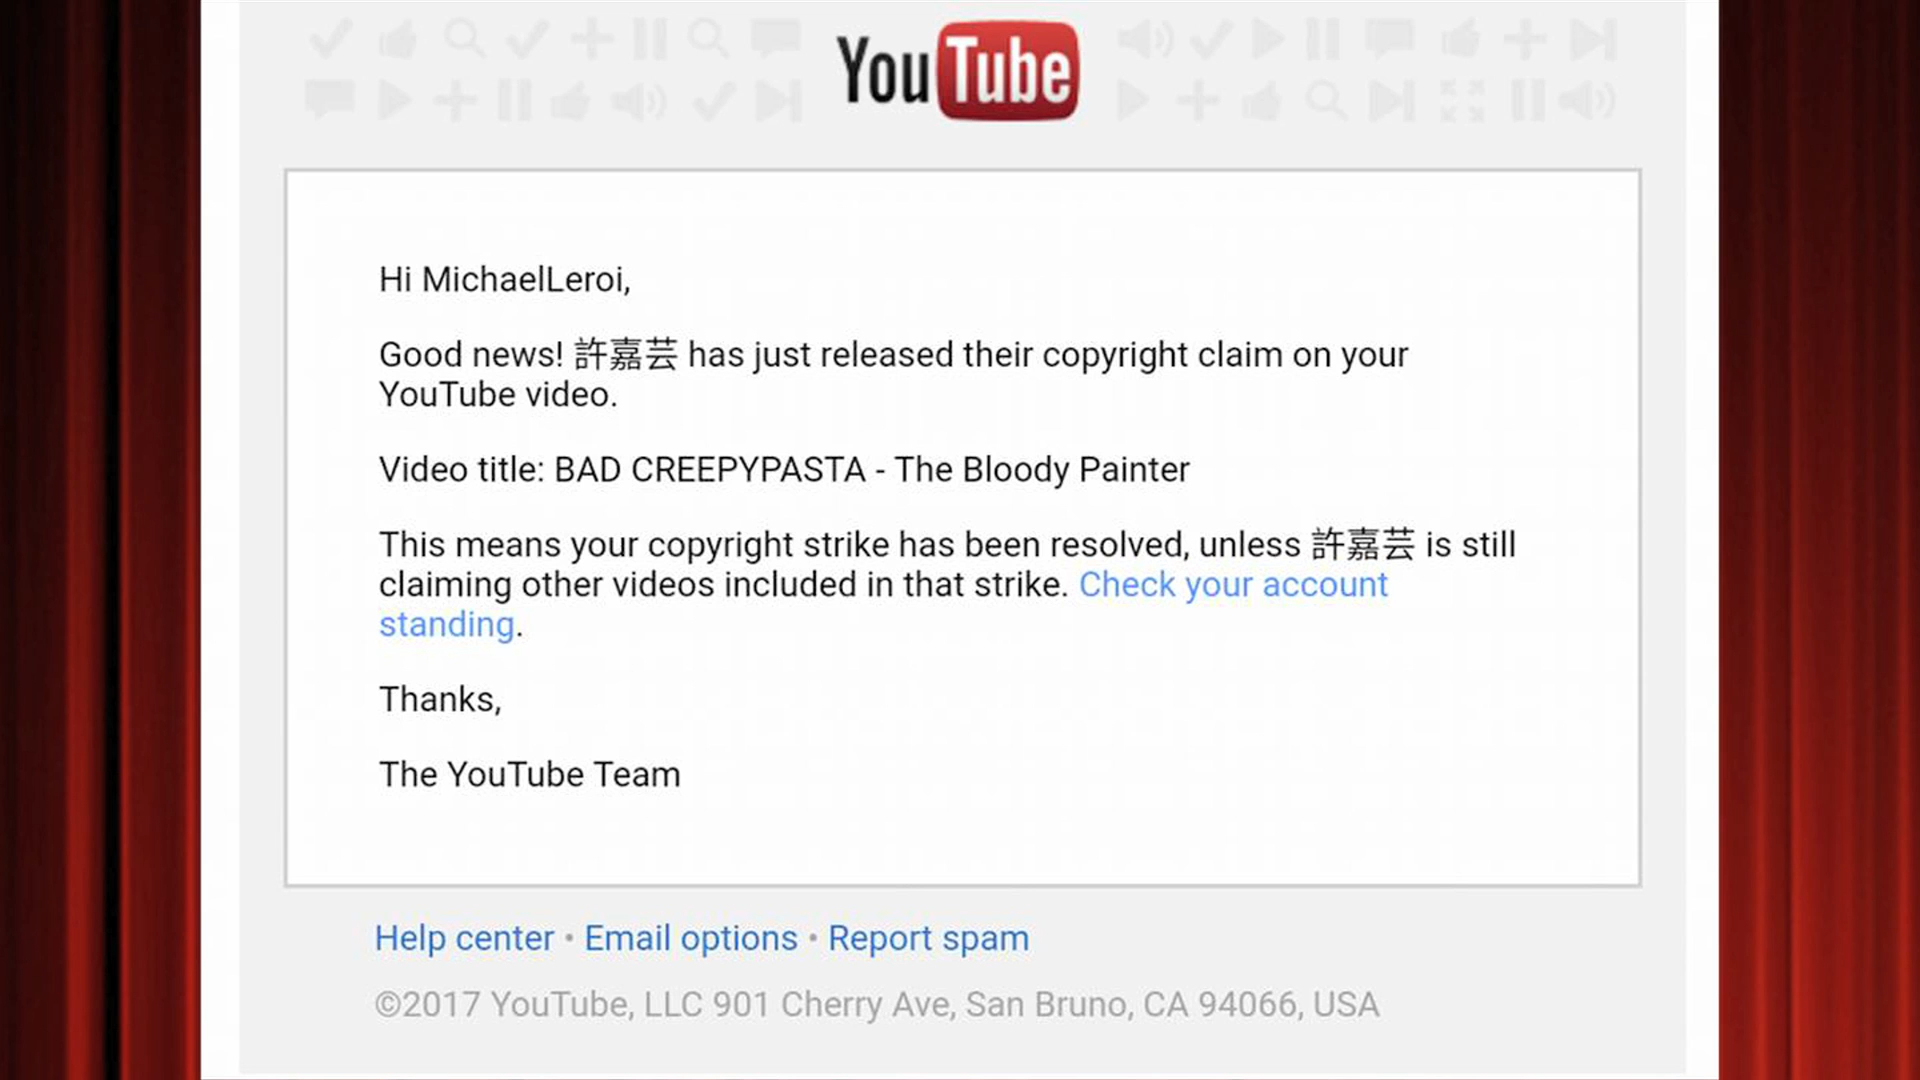 YouTube
Hi MichaelLeroi,
Good news! 許嘉芸 has just released their copyright claim on your
YouTube video.
Video title: BAD CREEPYPASTA - The Bloody Painter
This means your copyright strike has been resolved, unless 許嘉芸 is still
claiming other videos included in that strike. Check your account
standing.
Thanks,
The YouTube Team
Help center • Email options • Report spam
©2017 YouTube, LLC 901 Cherry Ave, San Bruno, CA 94066, USA